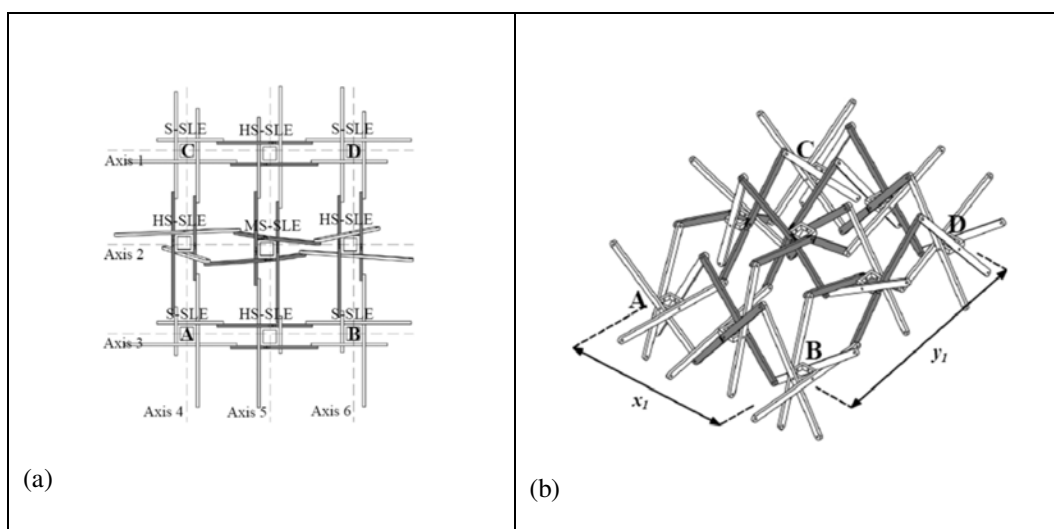 S-SLE HS-SLE S-SLE
C D
Axis 1
HS-SLE MS-SLE HS-SLE
Axis 2
S-SLE HS-SLE S-SLE
A B
Axis 3
Axis 4 Axis 5 Axis 6
(a)
C
D
A
B
x1
y1
(b)